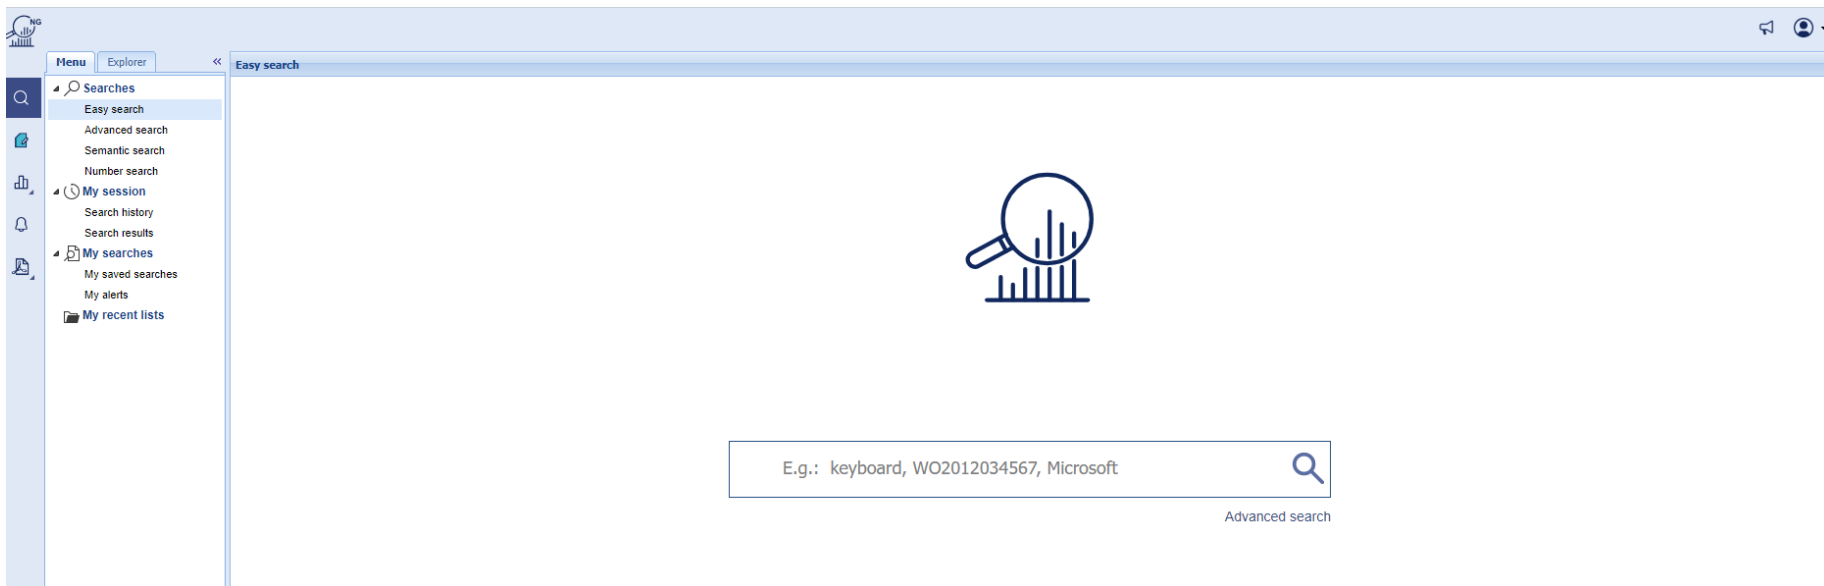 NG
Menu
Explorer
«
Easy search
Searches
Easy search
Advanced search
Semantic search
Number search
My session
Search history
Search results
My searches
My saved searches
My alerts
My recent lists
E.g.: keyboard, WO2012034567, Microsoft
Advanced search